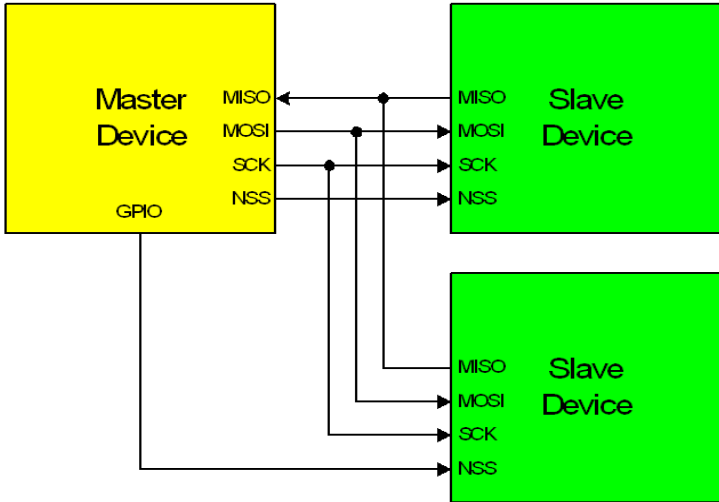 Master
Device
MISO
MOSI
SCK
NSS
GPIO
MISO
MOSI
SCK
NSS
Slave
Device
MISO
MOSI
SCK
NSS
Slave
Device